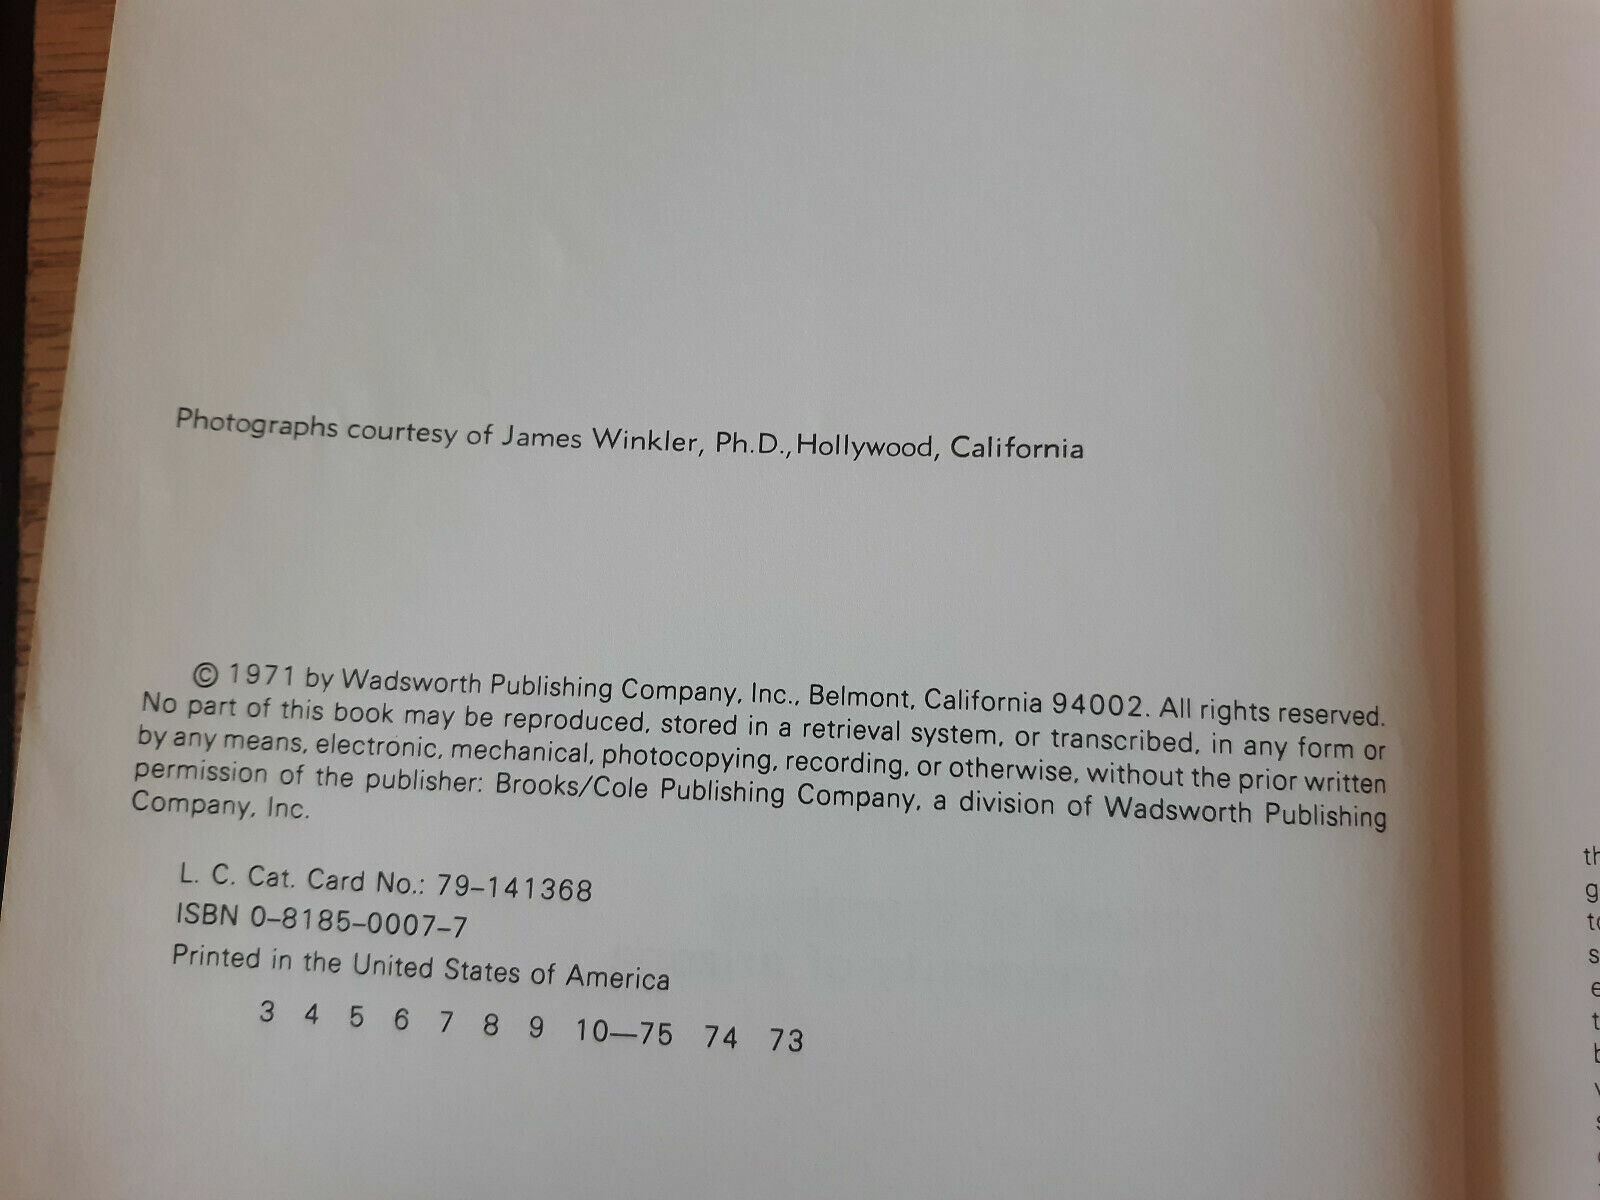 Photographs courtesy of James Winkler, Ph.D., Hollywood, California
© 1971 by Wadsworth Publishing Company, Inc., Belmont, California 94002. All rights reserved.
No part of this book may be reproduced, stored in a retrieval system, or transcribed, in any form or
by any means, electronic, mechanical, photocopying, recording, or otherwise, without the prior written
permission of the publisher: Brooks/Cole Publishing Company, a division of Wadsworth Publishing
Company, Inc.
L. C. Cat. Card No.: 79–141368
ISBN 0–8185–0007–7
Printed in the United States of America
3 4 5 6 7 8 9 10—75 74 73